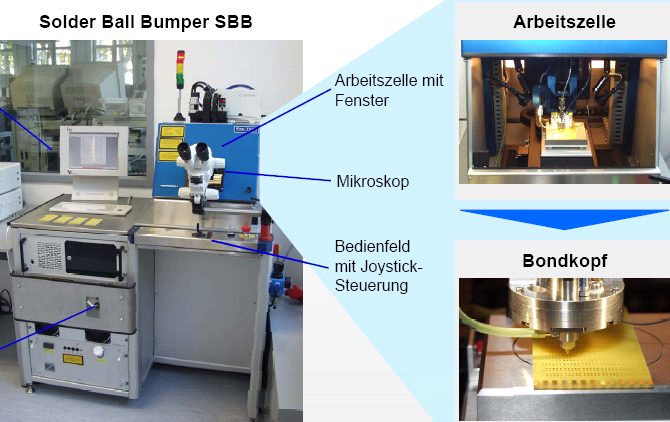 Solder Ball Bumper SBB
Arbeitszelle
Arbeitszelle mit
Fenster
Mikroskop
Bedienfeld
mit Joystick-
Steuerung
Bondkopf